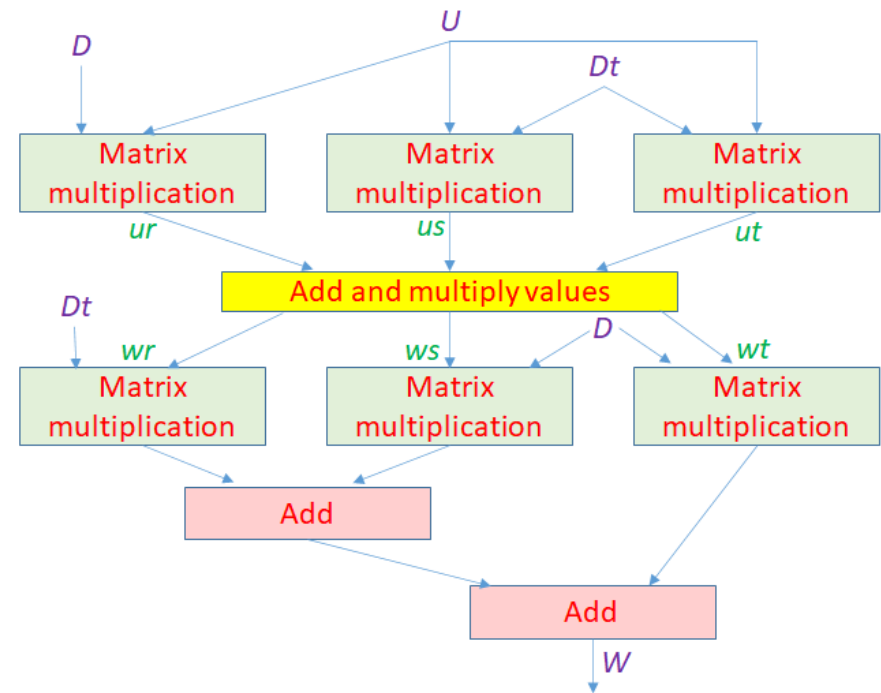 U
D
Dt
Matrix
multiplication
Matrix
multiplication
Matrix
multiplication
ur
us
ut
Add and multiply values
Dt
D
wr
ws
wt
Matrix
multiplication
Matrix
multiplication
Matrix
multiplication
Add
Add
W